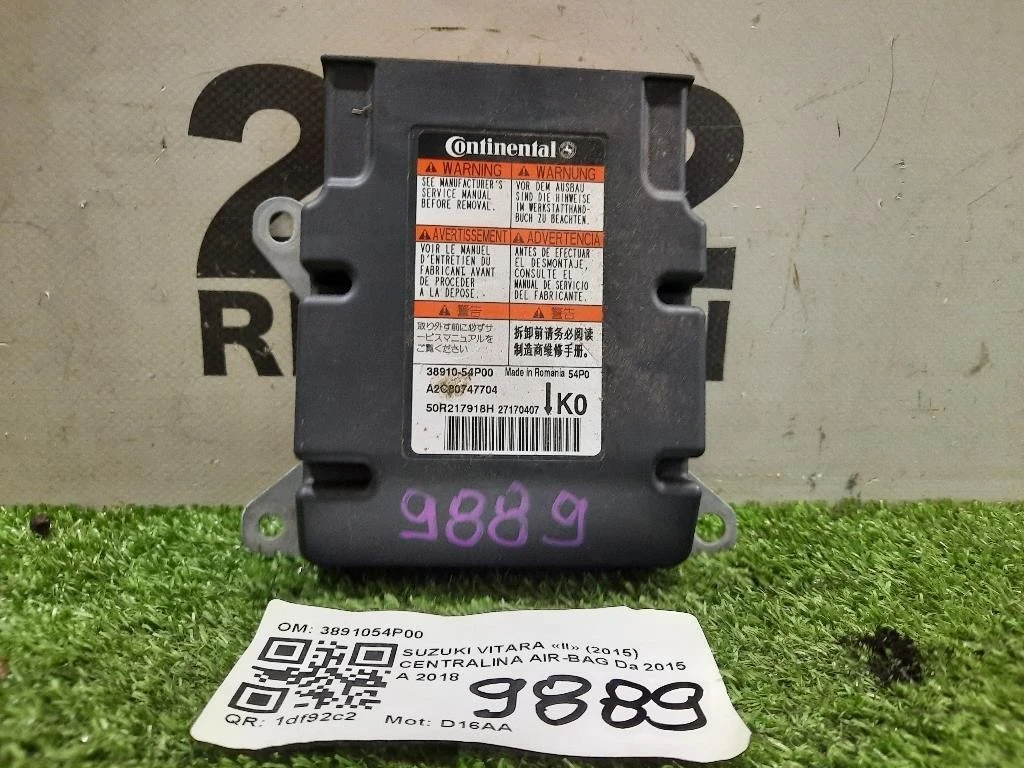 Continental
WARNING
SEE MANUFACTURER'S
SERVICE MANUAL
BEFORE REMOVAL.
WARNUNG
VOR DEM AUSBAU
SIND DIE HINWEISE
IM WERKSTATTHAND-
BUCH ZU BEACHTEN.
AVERTISSEMENT
VOIR LE MANUEL
D'ENTRETIEN DU
FABRICANT AVANT
DE PROCEDER
A LA DEPOSE.
ADVERTENCIA
ANTES DE EFECTUAR
EL DESMONTAJE,
CONSULTE EL
MANUAL DE SERVICIO
DEL FABRICANTE.
警告
取り外す前に必ずサ
ービスマニュアルを
ご覧ください
警告
拆卸前请务必阅读
制造商维修手册。
38910-54P00 Made in Romania 54P0
A2C80747704
50R217918H 27170407 K0
9889
OM: 3891054P00
SUZUKI VITARA «II» (2015)
CENTRALINA AIR-BAG Da 2015
A 2018
9889
QR: 1df92c2 Mot: D16AA